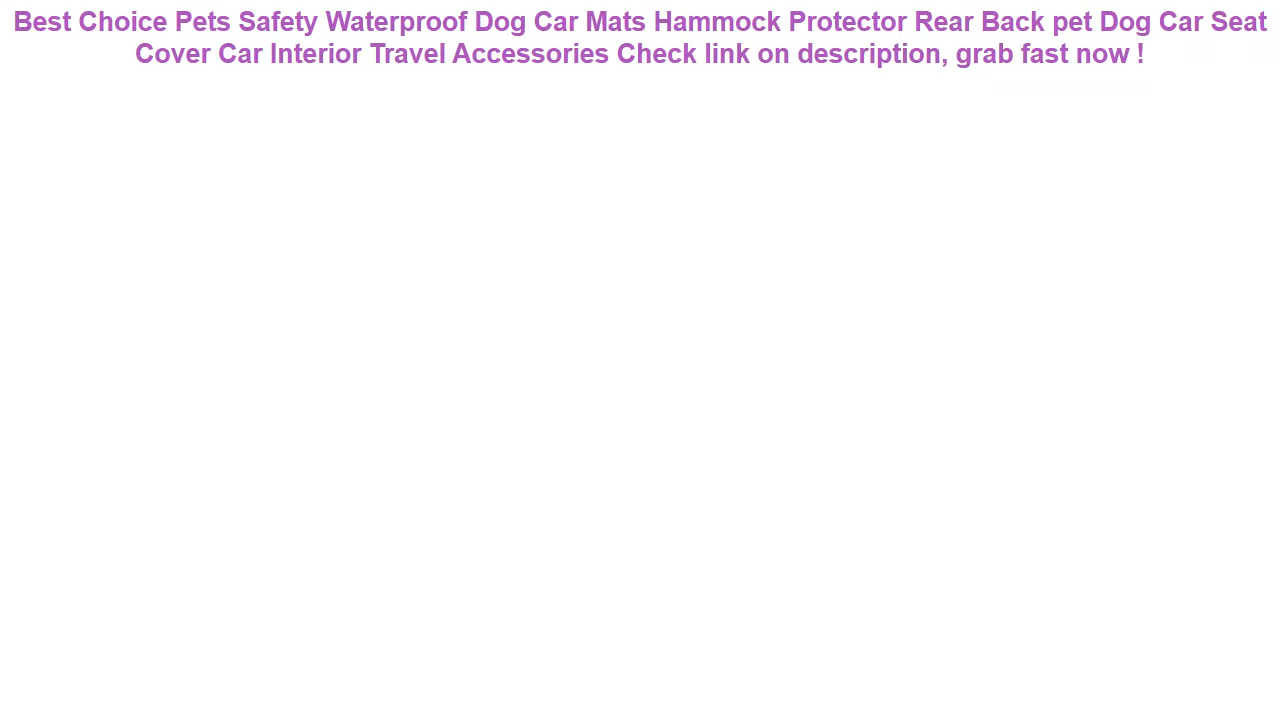 Best Choice Pets Safety Waterproof Dog Car Mats Hammock Protector Rear Back pet Dog Car Seat
Cover Car Interior Travel Accessories Check link on description, grab fast now !